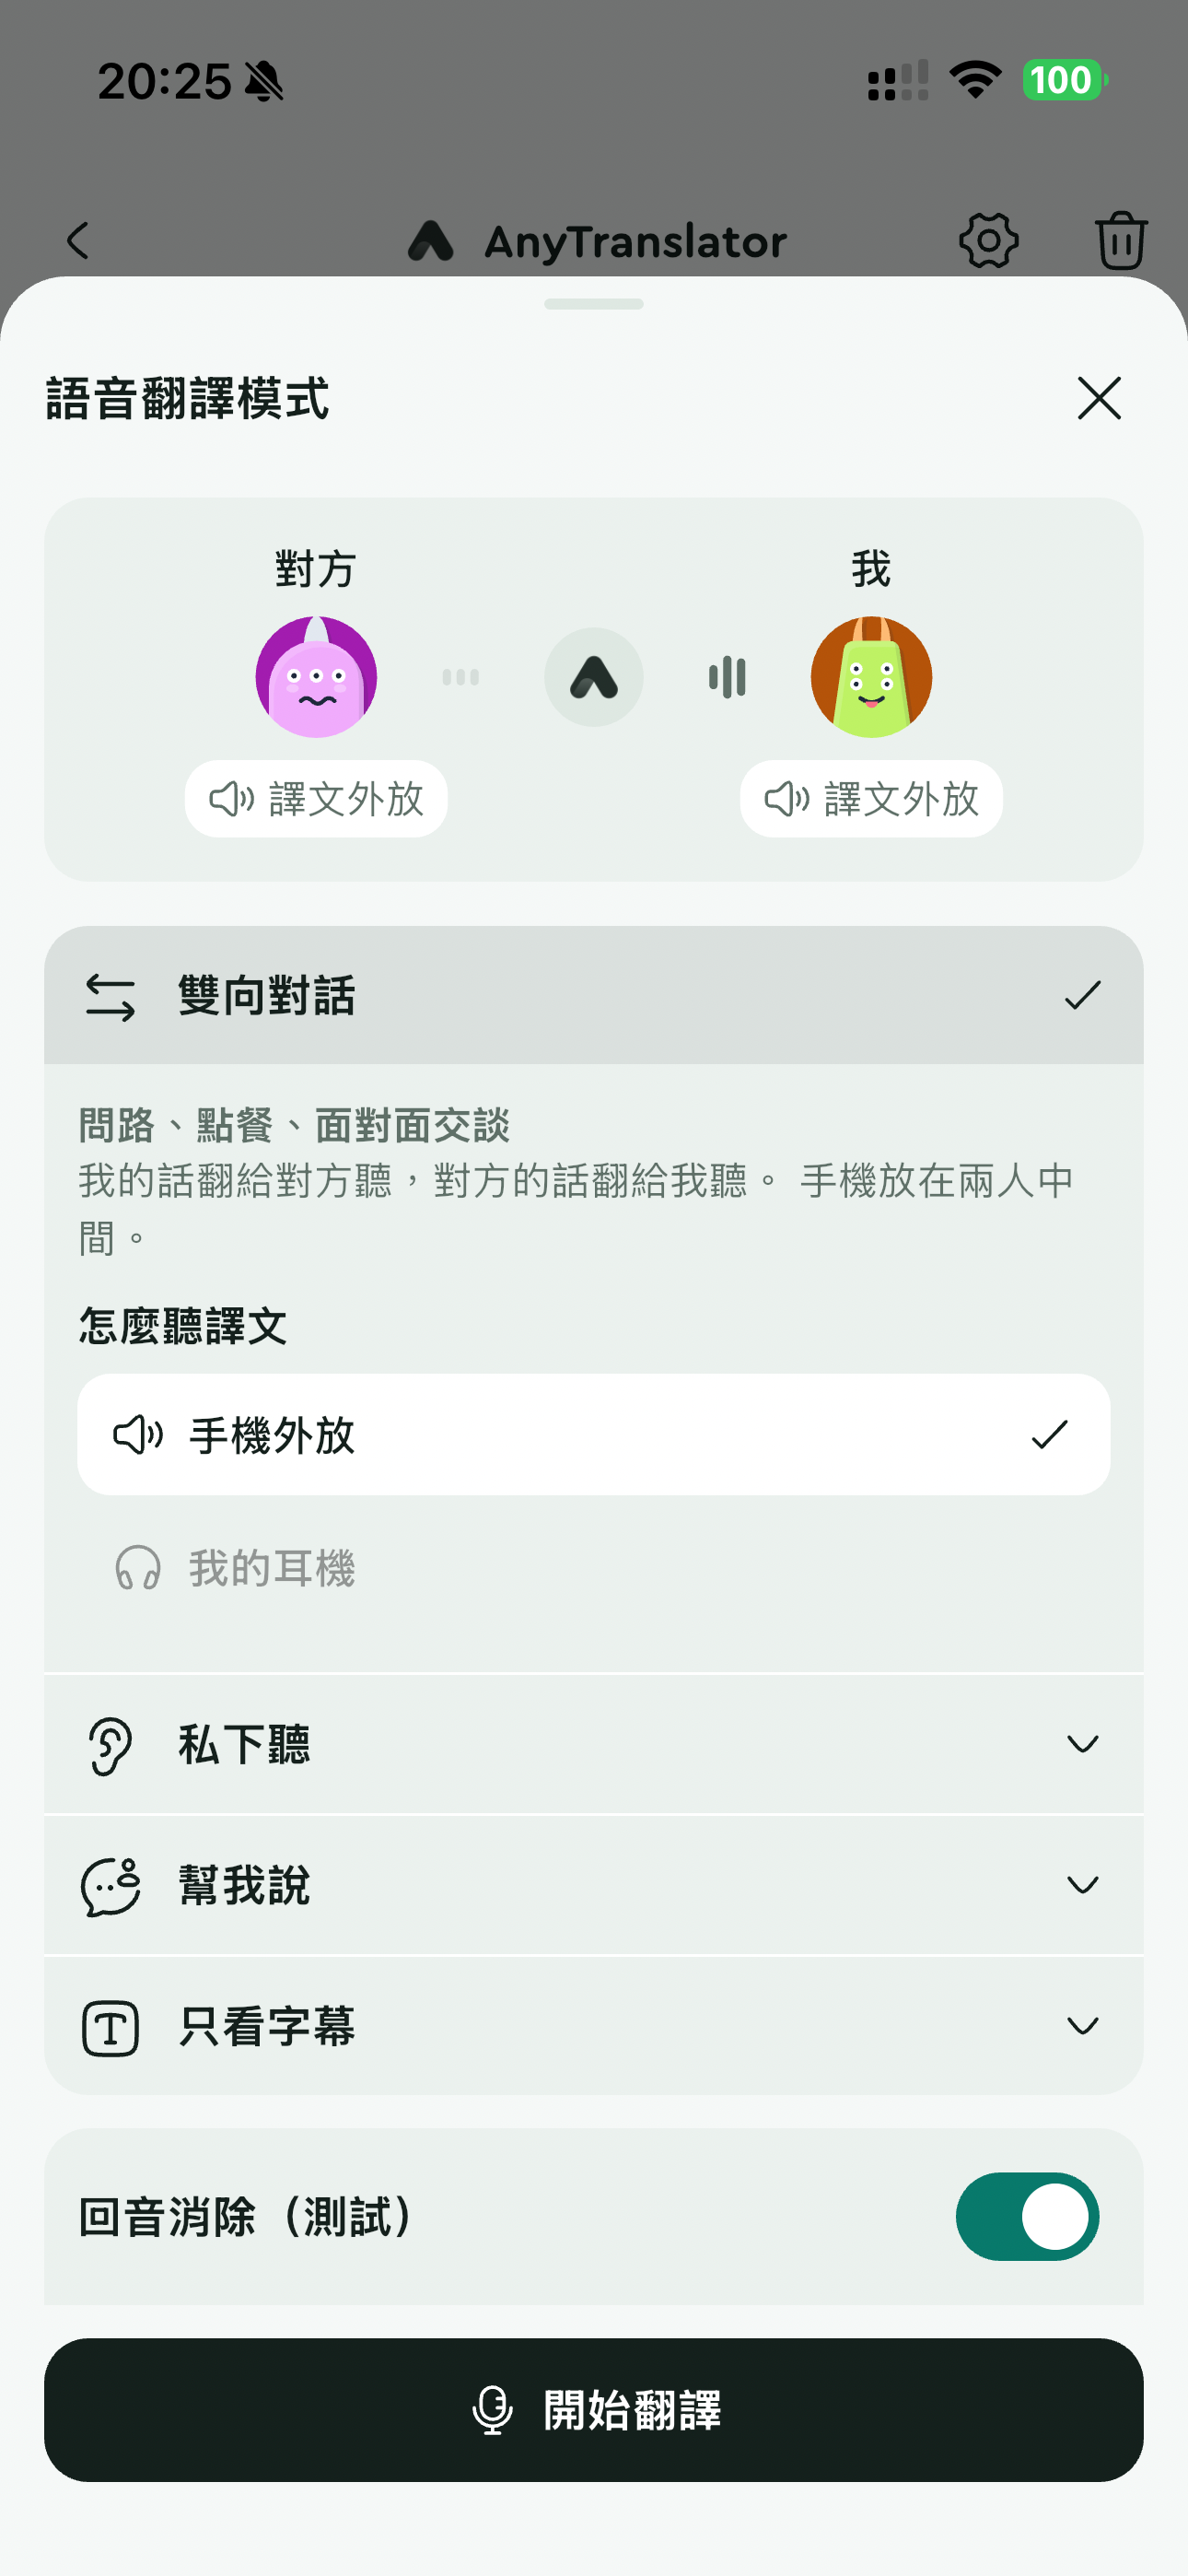 20:25
100
AnyTranslator
語音翻譯模式
對方
我
譯文外放
譯文外放
雙向對話
問路、點餐、面對面交談
我的話翻給對方聽，對方的話翻給我聽。 手機放在兩人中
間。
怎麼聽譯文
手機外放
我的耳機
私下聽
幫我說
T 只看字幕
回音消除（測試）
開始翻譯